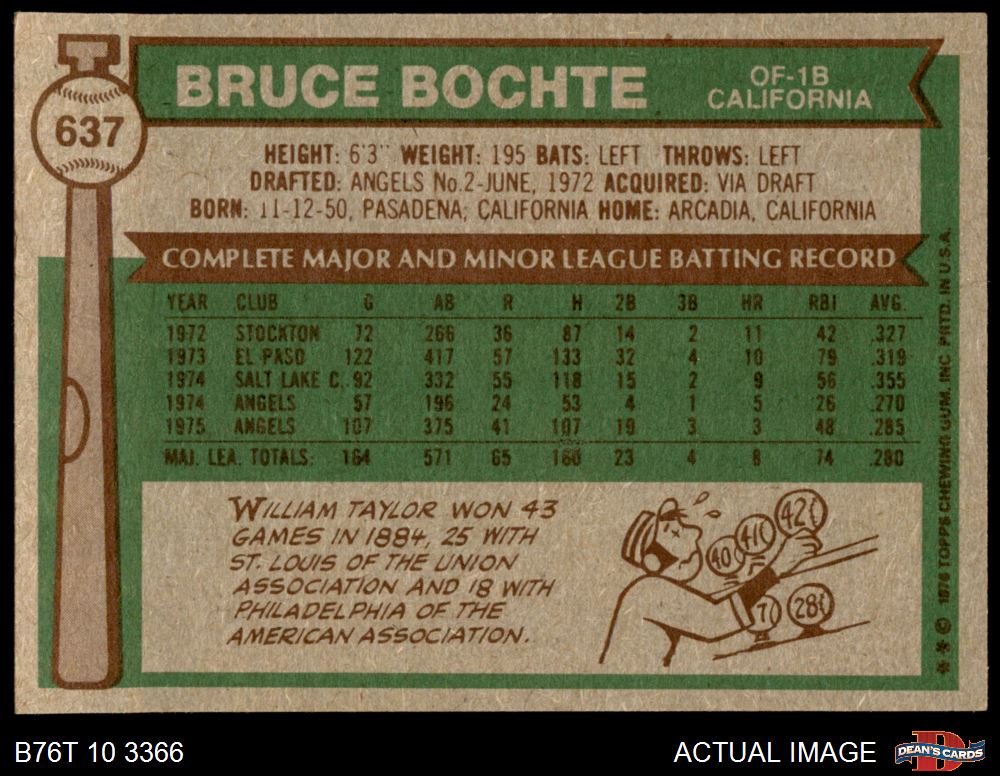 BRUCE BOCHTE
OF-1B
CALIFORNIA
637
HEIGHT: 6'3" WEIGHT: 195 BATS: LEFT THROWS: LEFT
DRAFTED: ANGELS No.2-JUNE, 1972 ACQUIRED: VIA DRAFT
BORN: 11-12-50, PASADENA, CALIFORNIA HOME: ARCADIA, CALIFORNIA
COMPLETE MAJOR AND MINOR LEAGUE BATTING RECORD
YEAR CLUB G AB R H 2B 3B HR RBI AVG.
1972 STOCKTON 72 266 36 87 14 2 11 42 .327
1973 EL PASO 122 417 57 133 32 4 10 79 .319
1974 SALT LAKE C. 92 332 55 118 15 2 9 56 .355
1974 ANGELS 57 196 24 53 4 1 5 26 .270
1975 ANGELS 107 375 41 107 19 3 3 48 .285
MAJ. LEA. TOTALS: 164 571 65 160 23 4 8 74 .280
WILLIAM TAYLOR WON 43
GAMES IN 1884, 25 WITH
ST. LOUIS OF THE UNION
ASSOCIATION AND 18 WITH
PHILADELPHIA OF THE
AMERICAN ASSOCIATION.
40 41 42
7 28
** © 1976 TOPPS CHEWING GUM, INC. PRTD. IN U.S.A.
B76T 10 3366
ACTUAL IMAGE
DEAN'S CARDS